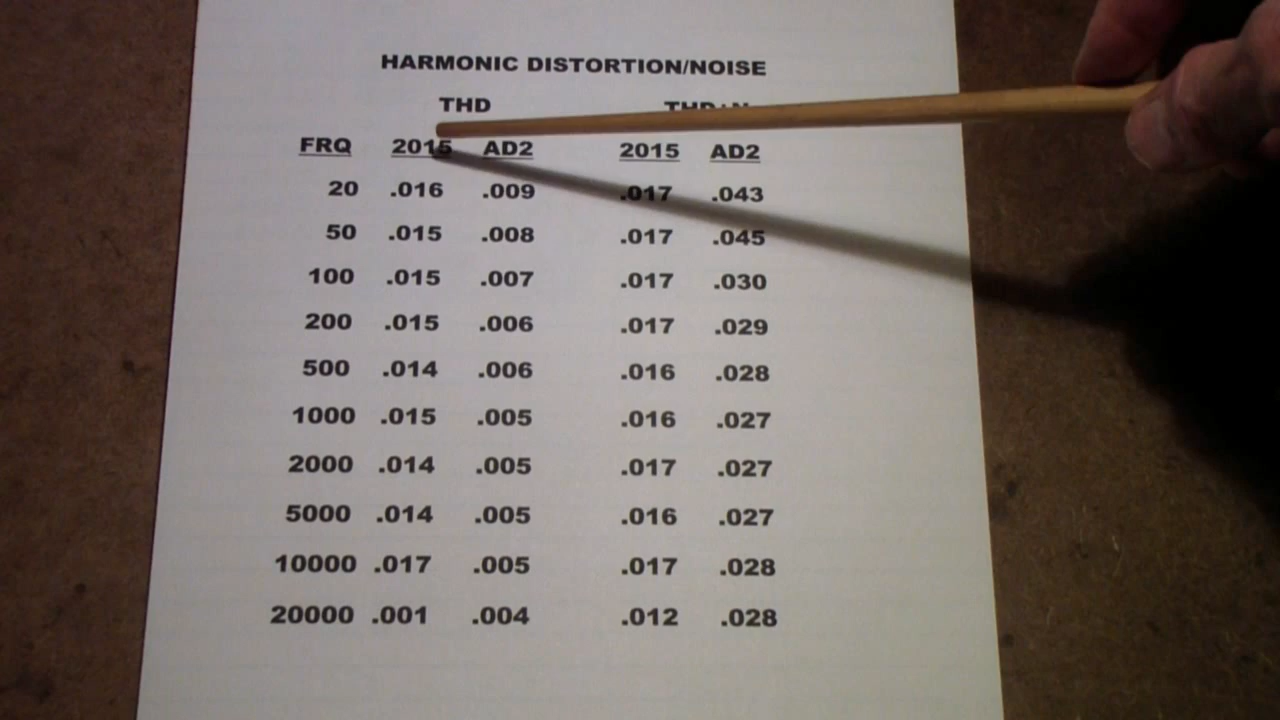 HARMONIC DISTORTION/NOISE
THD THD+N
FRQ 2015 AD2 2015 AD2
20 .016 .009 .017 .043
50 .015 .008 .017 .045
100 .015 .007 .017 .030
200 .015 .006 .017 .029
500 .014 .006 .016 .028
1000 .015 .005 .016 .027
2000 .014 .005 .017 .027
5000 .014 .005 .016 .027
10000 .017 .005 .017 .028
20000 .001 .004 .012 .028